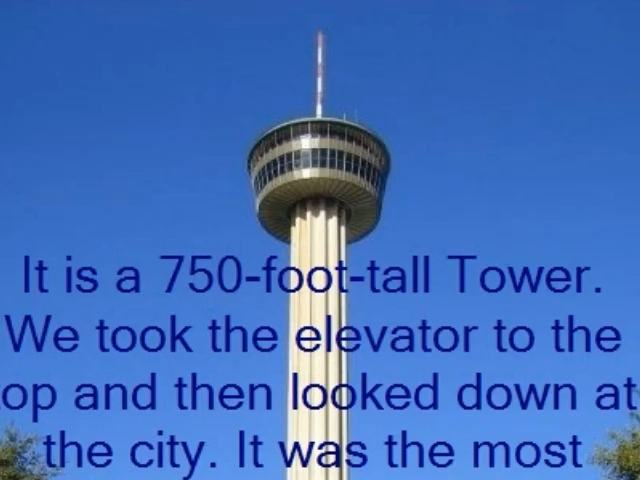 It is a 750-foot-tall Tower.
We took the elevator to the
top and then looked down at
the city. It was the most